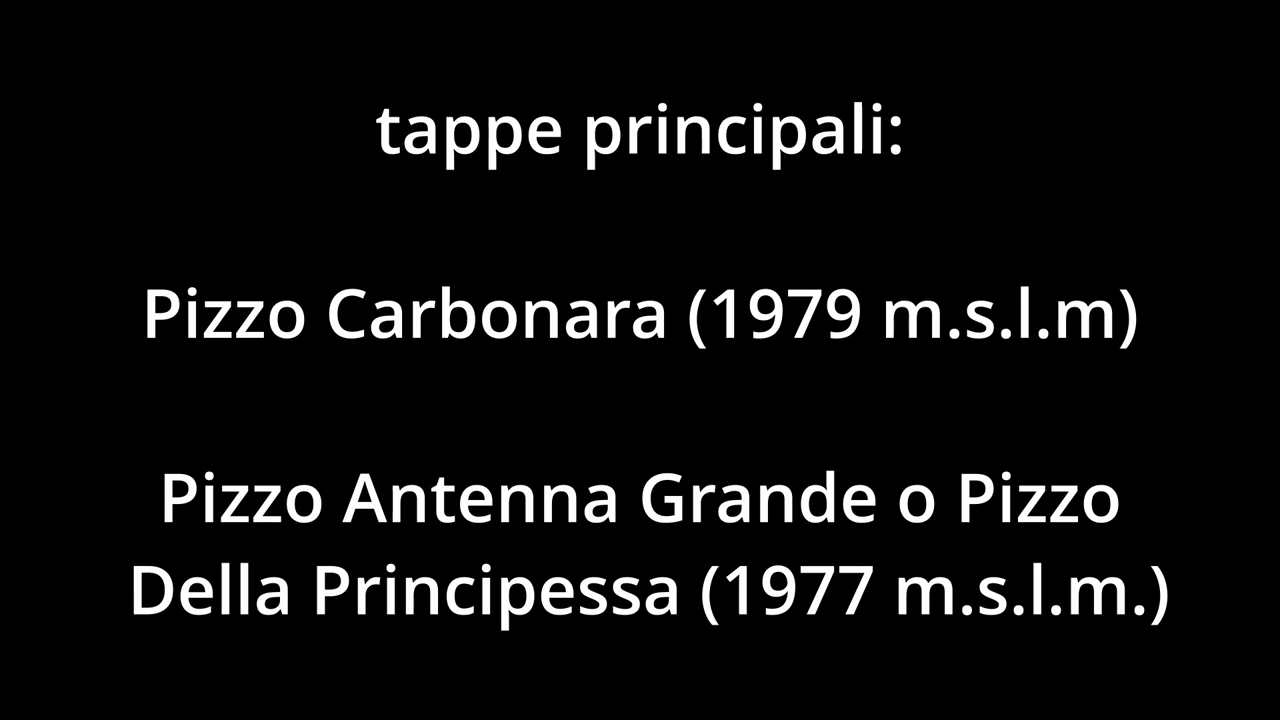 tappe principali:
Pizzo Carbonara (1979 m.s.l.m)
Pizzo Antenna Grande o Pizzo
Della Principessa (1977 m.s.l.m.)